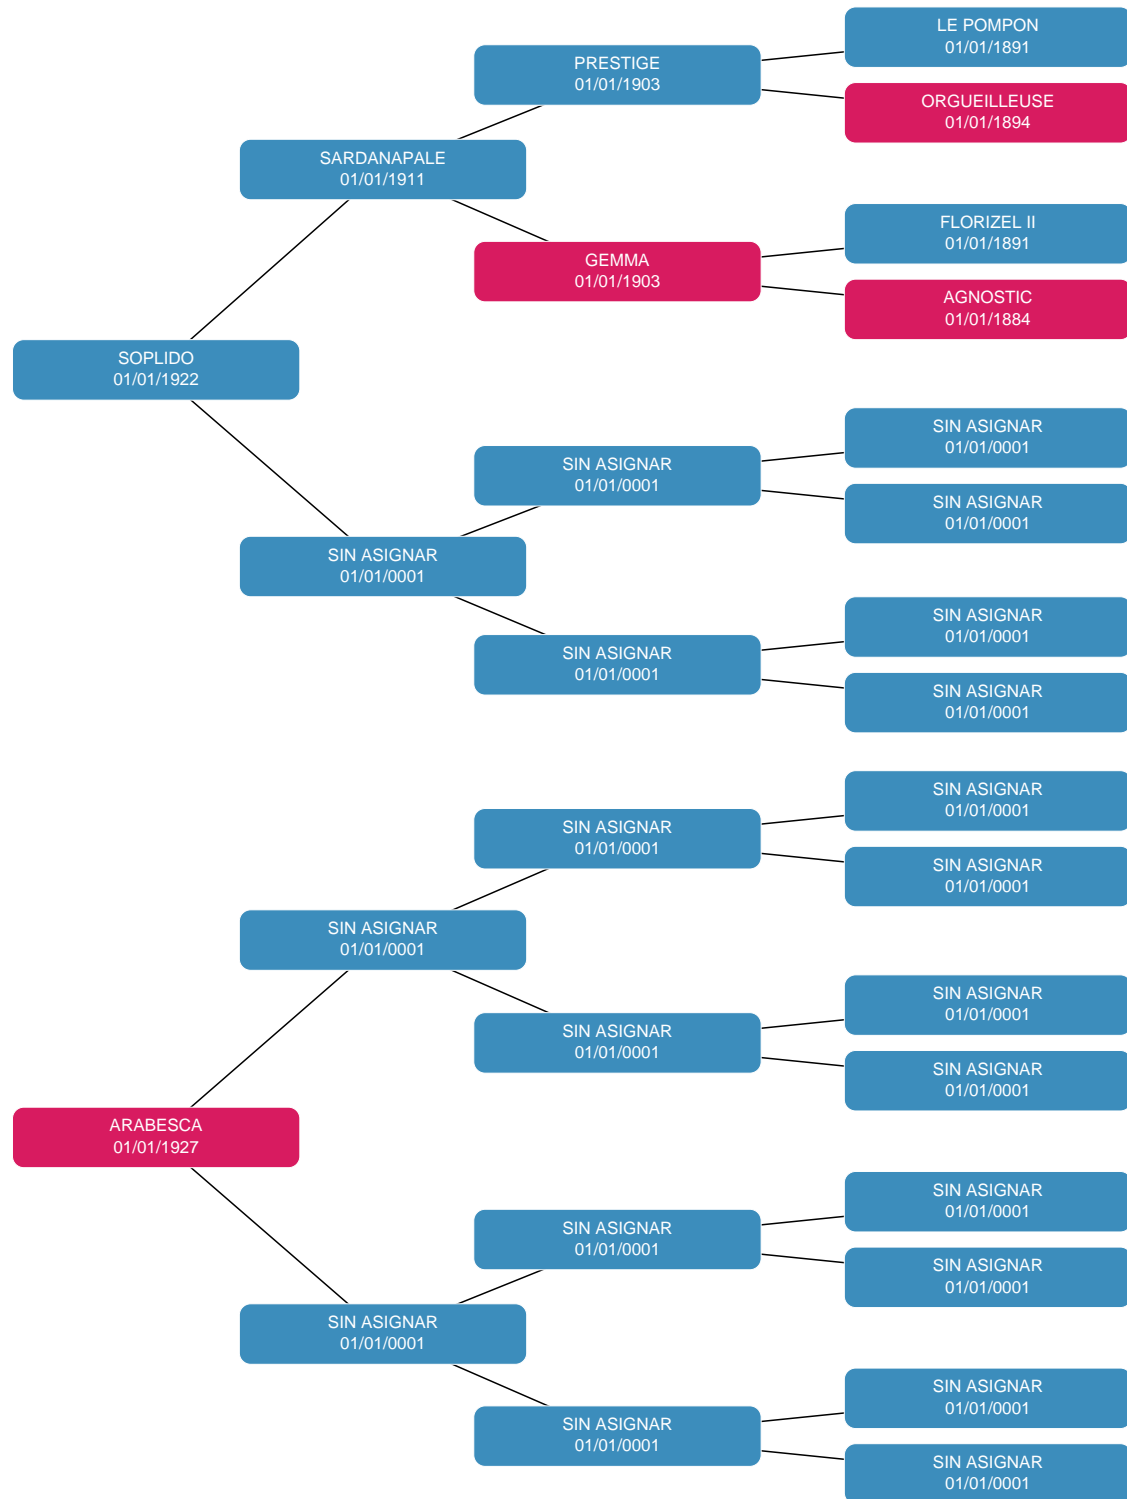 LE POMPON
01/01/1891
PRESTIGE
01/01/1903
ORGUEILLEUSE
01/01/1894
SARDANAPALE
01/01/1911
FLORIZEL II
01/01/1891
GEMMA
01/01/1903
AGNOSTIC
01/01/1884
SOPLIDO
01/01/1922
SIN ASIGNAR
01/01/0001
SIN ASIGNAR
01/01/0001
SIN ASIGNAR
01/01/0001
SIN ASIGNAR
01/01/0001
SIN ASIGNAR
01/01/0001
SIN ASIGNAR
01/01/0001
SIN ASIGNAR
01/01/0001
SIN ASIGNAR
01/01/0001
SIN ASIGNAR
01/01/0001
SIN ASIGNAR
01/01/0001
SIN ASIGNAR
01/01/0001
SIN ASIGNAR
01/01/0001
SIN ASIGNAR
01/01/0001
SIN ASIGNAR
01/01/0001
ARABESCA
01/01/1927
SIN ASIGNAR
01/01/0001
SIN ASIGNAR
01/01/0001
SIN ASIGNAR
01/01/0001
SIN ASIGNAR
01/01/0001
SIN ASIGNAR
01/01/0001
SIN ASIGNAR
01/01/0001
SIN ASIGNAR
01/01/0001